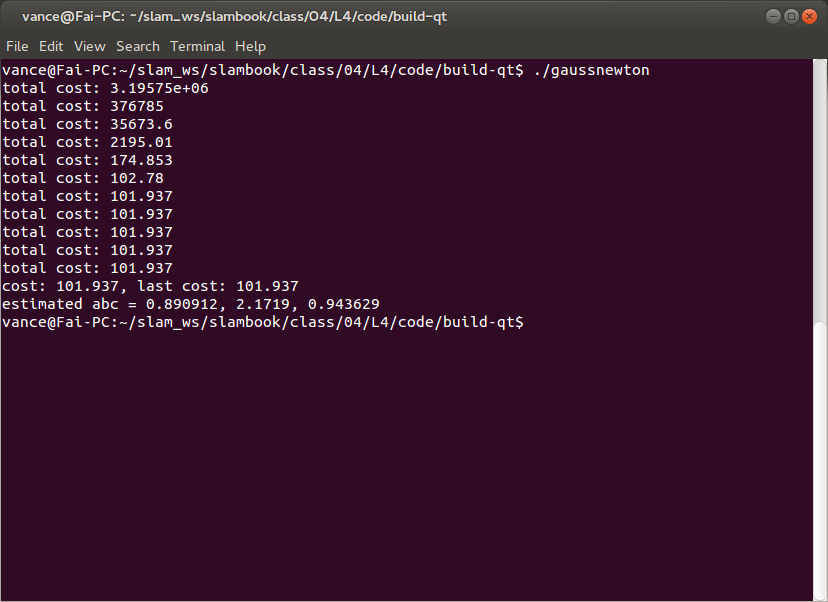 vance@Fai-PC: ~/slam_ws/slambook/class/04/L4/code/build-qt
File Edit View Search Terminal Help
vance@Fai-PC:~/slam_ws/slambook/class/04/L4/code/build-qt$ ./gaussnewton
total cost: 3.19575e+06
total cost: 376785
total cost: 35673.6
total cost: 2195.01
total cost: 174.853
total cost: 102.78
total cost: 101.937
total cost: 101.937
total cost: 101.937
total cost: 101.937
total cost: 101.937
cost: 101.937, last cost: 101.937
estimated abc = 0.890912, 2.1719, 0.943629
vance@Fai-PC:~/slam_ws/slambook/class/04/L4/code/build-qt$